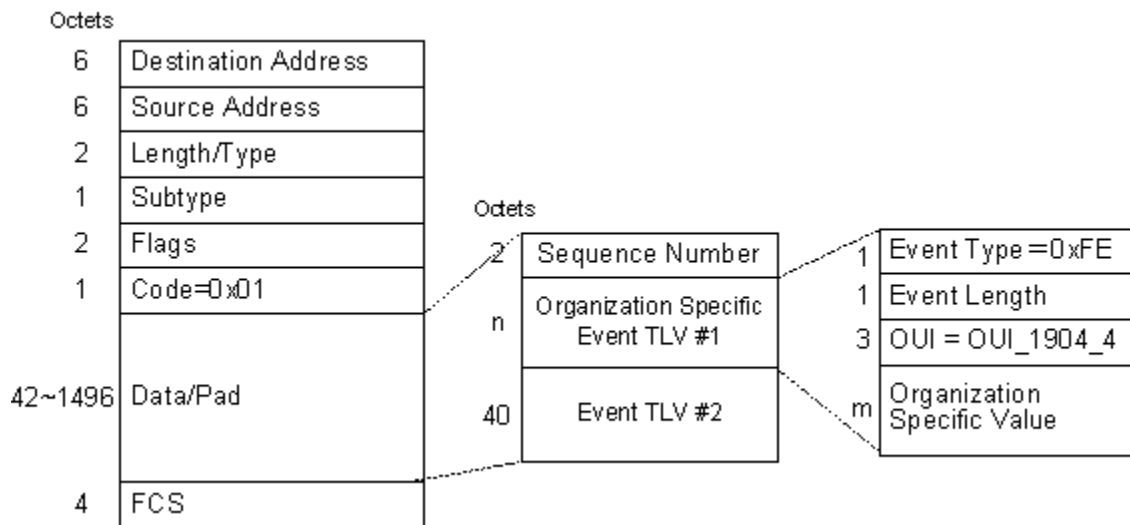 Octets
6 Destination Address
6 Source Address
2 Length/Type
1 Subtype
2 Flags
1 Code=0x01
42~1496 Data/Pad
4 FCS
Octets
2 Sequence Number
n Organization Specific
Event TLV #1
40 Event TLV #2
1 Event Type=0xFE
1 Event Length
3 OUI = OUI_1904_4
m Organization
Specific Value